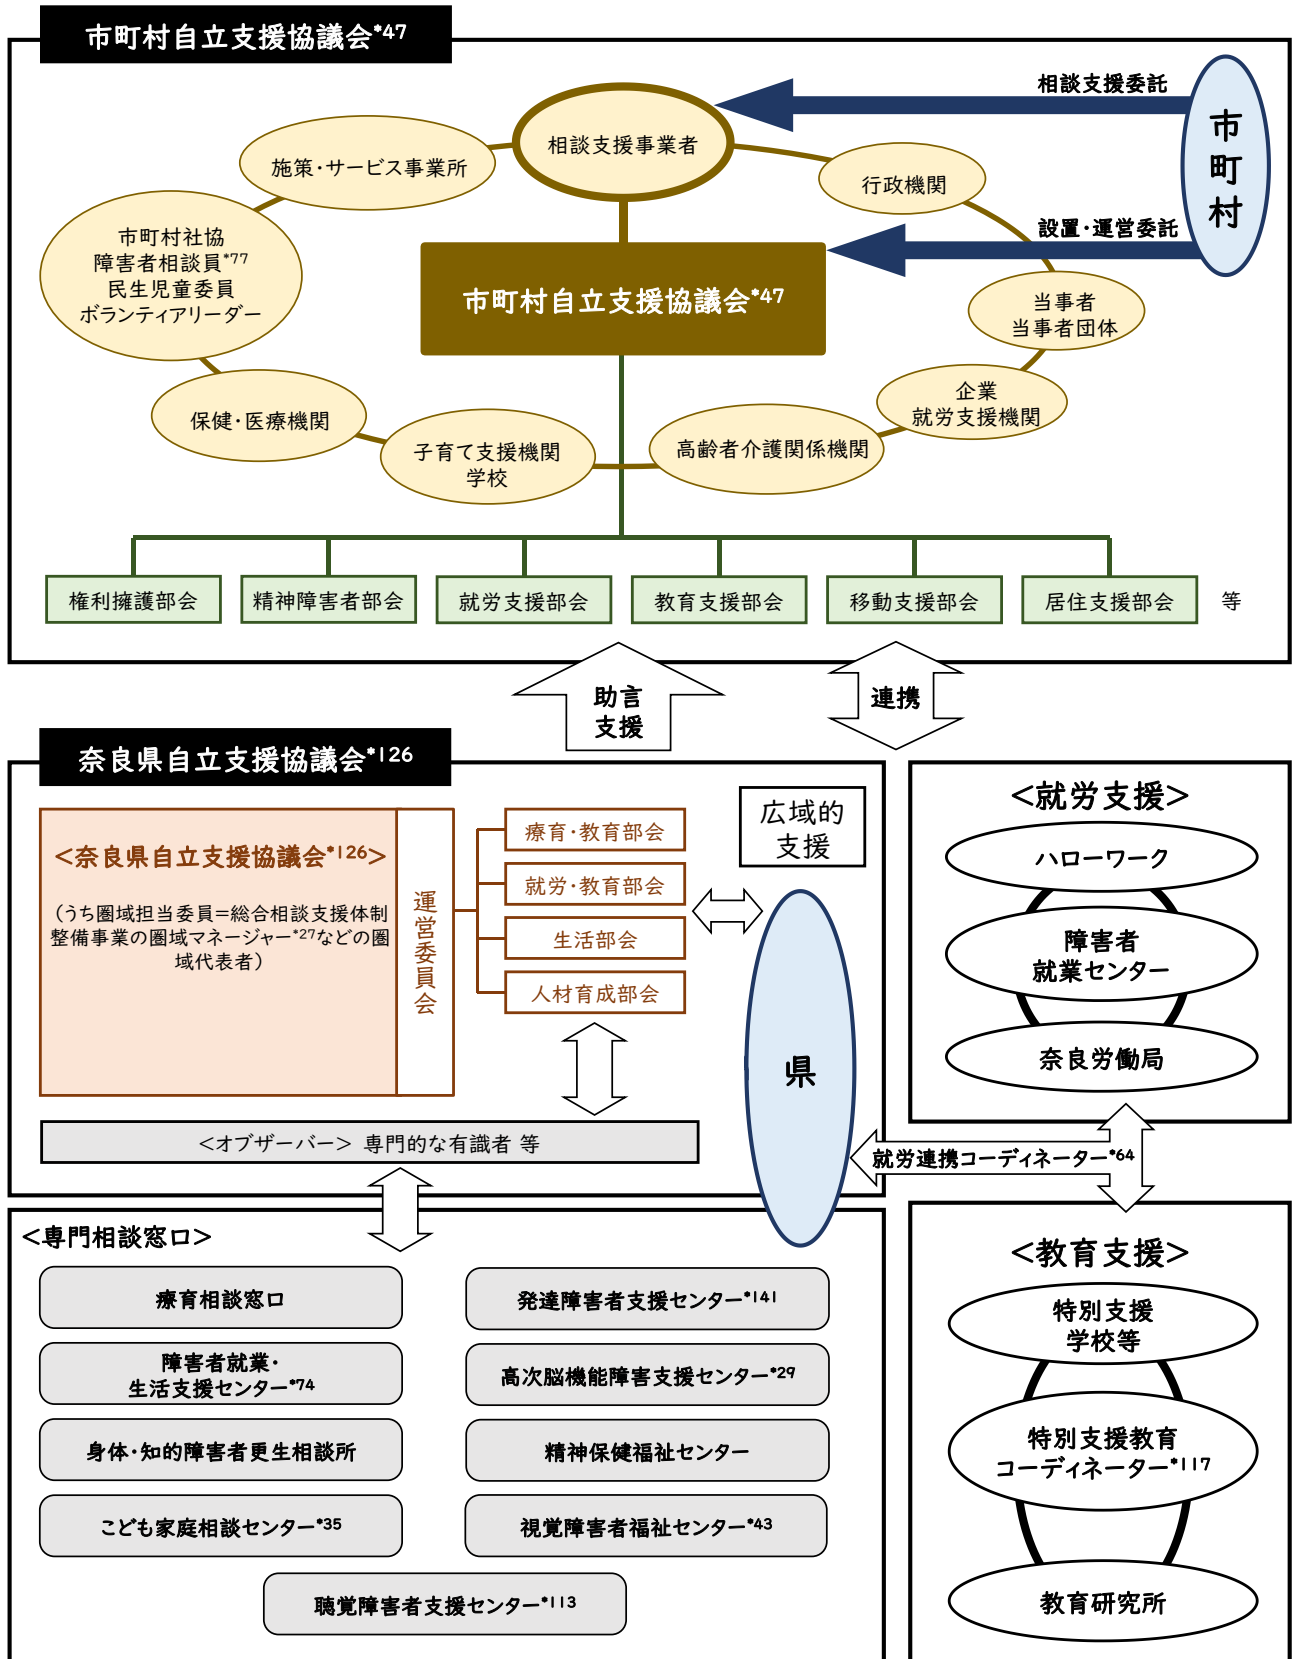 市町村自立支援協議会*47
相談支援委託
市町村
相談支援事業者
施策・サービス事業所
行政機関
設置・運営委託
市町村社協
障害者相談員*77
民生児童委員
ボランティアリーダー
市町村自立支援協議会*47
当事者
当事者団体
企業
就労支援機関
保健・医療機関
子育て支援機関
学校
高齢者介護関係機関
権利擁護部会
精神障害者部会
就労支援部会
教育支援部会
移動支援部会
居住支援部会
等
助言
支援
連携
奈良県自立支援協議会*126
<奈良県自立支援協議会*126>
(うち圏域担当委員=総合相談支援体制
整備事業の圏域マネージャー*27などの圏
域代表者)
運営委員会
療育・教育部会
就労・教育部会
生活部会
人材育成部会
広域的
支援
県
<オブザーバー> 専門的な有識者 等
<就労支援>
ハローワーク
障害者
就業センター
奈良労働局
就労連携コーディネーター*64
<専門相談窓口>
療育相談窓口
発達障害者支援センター*141
障害者就業・
生活支援センター*74
高次脳機能障害支援センター*29
身体・知的障害者更生相談所
精神保健福祉センター
こども家庭相談センター*35
視覚障害者福祉センター*43
聴覚障害者支援センター*113
<教育支援>
特別支援
学校等
特別支援教育
コーディネーター*117
教育研究所